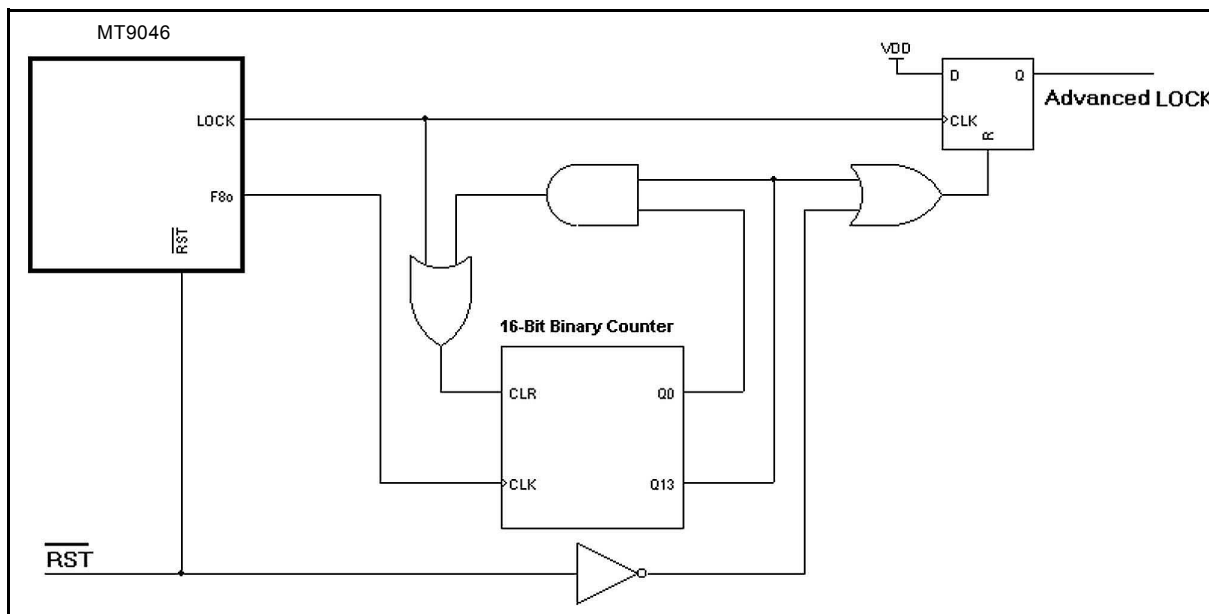 MT9046
VDD
D
Q
LOCK
CLK
R
Advanced LOCK
F8o
RST
16-Bit Binary Counter
CLR
Q0
CLK
Q13
RST